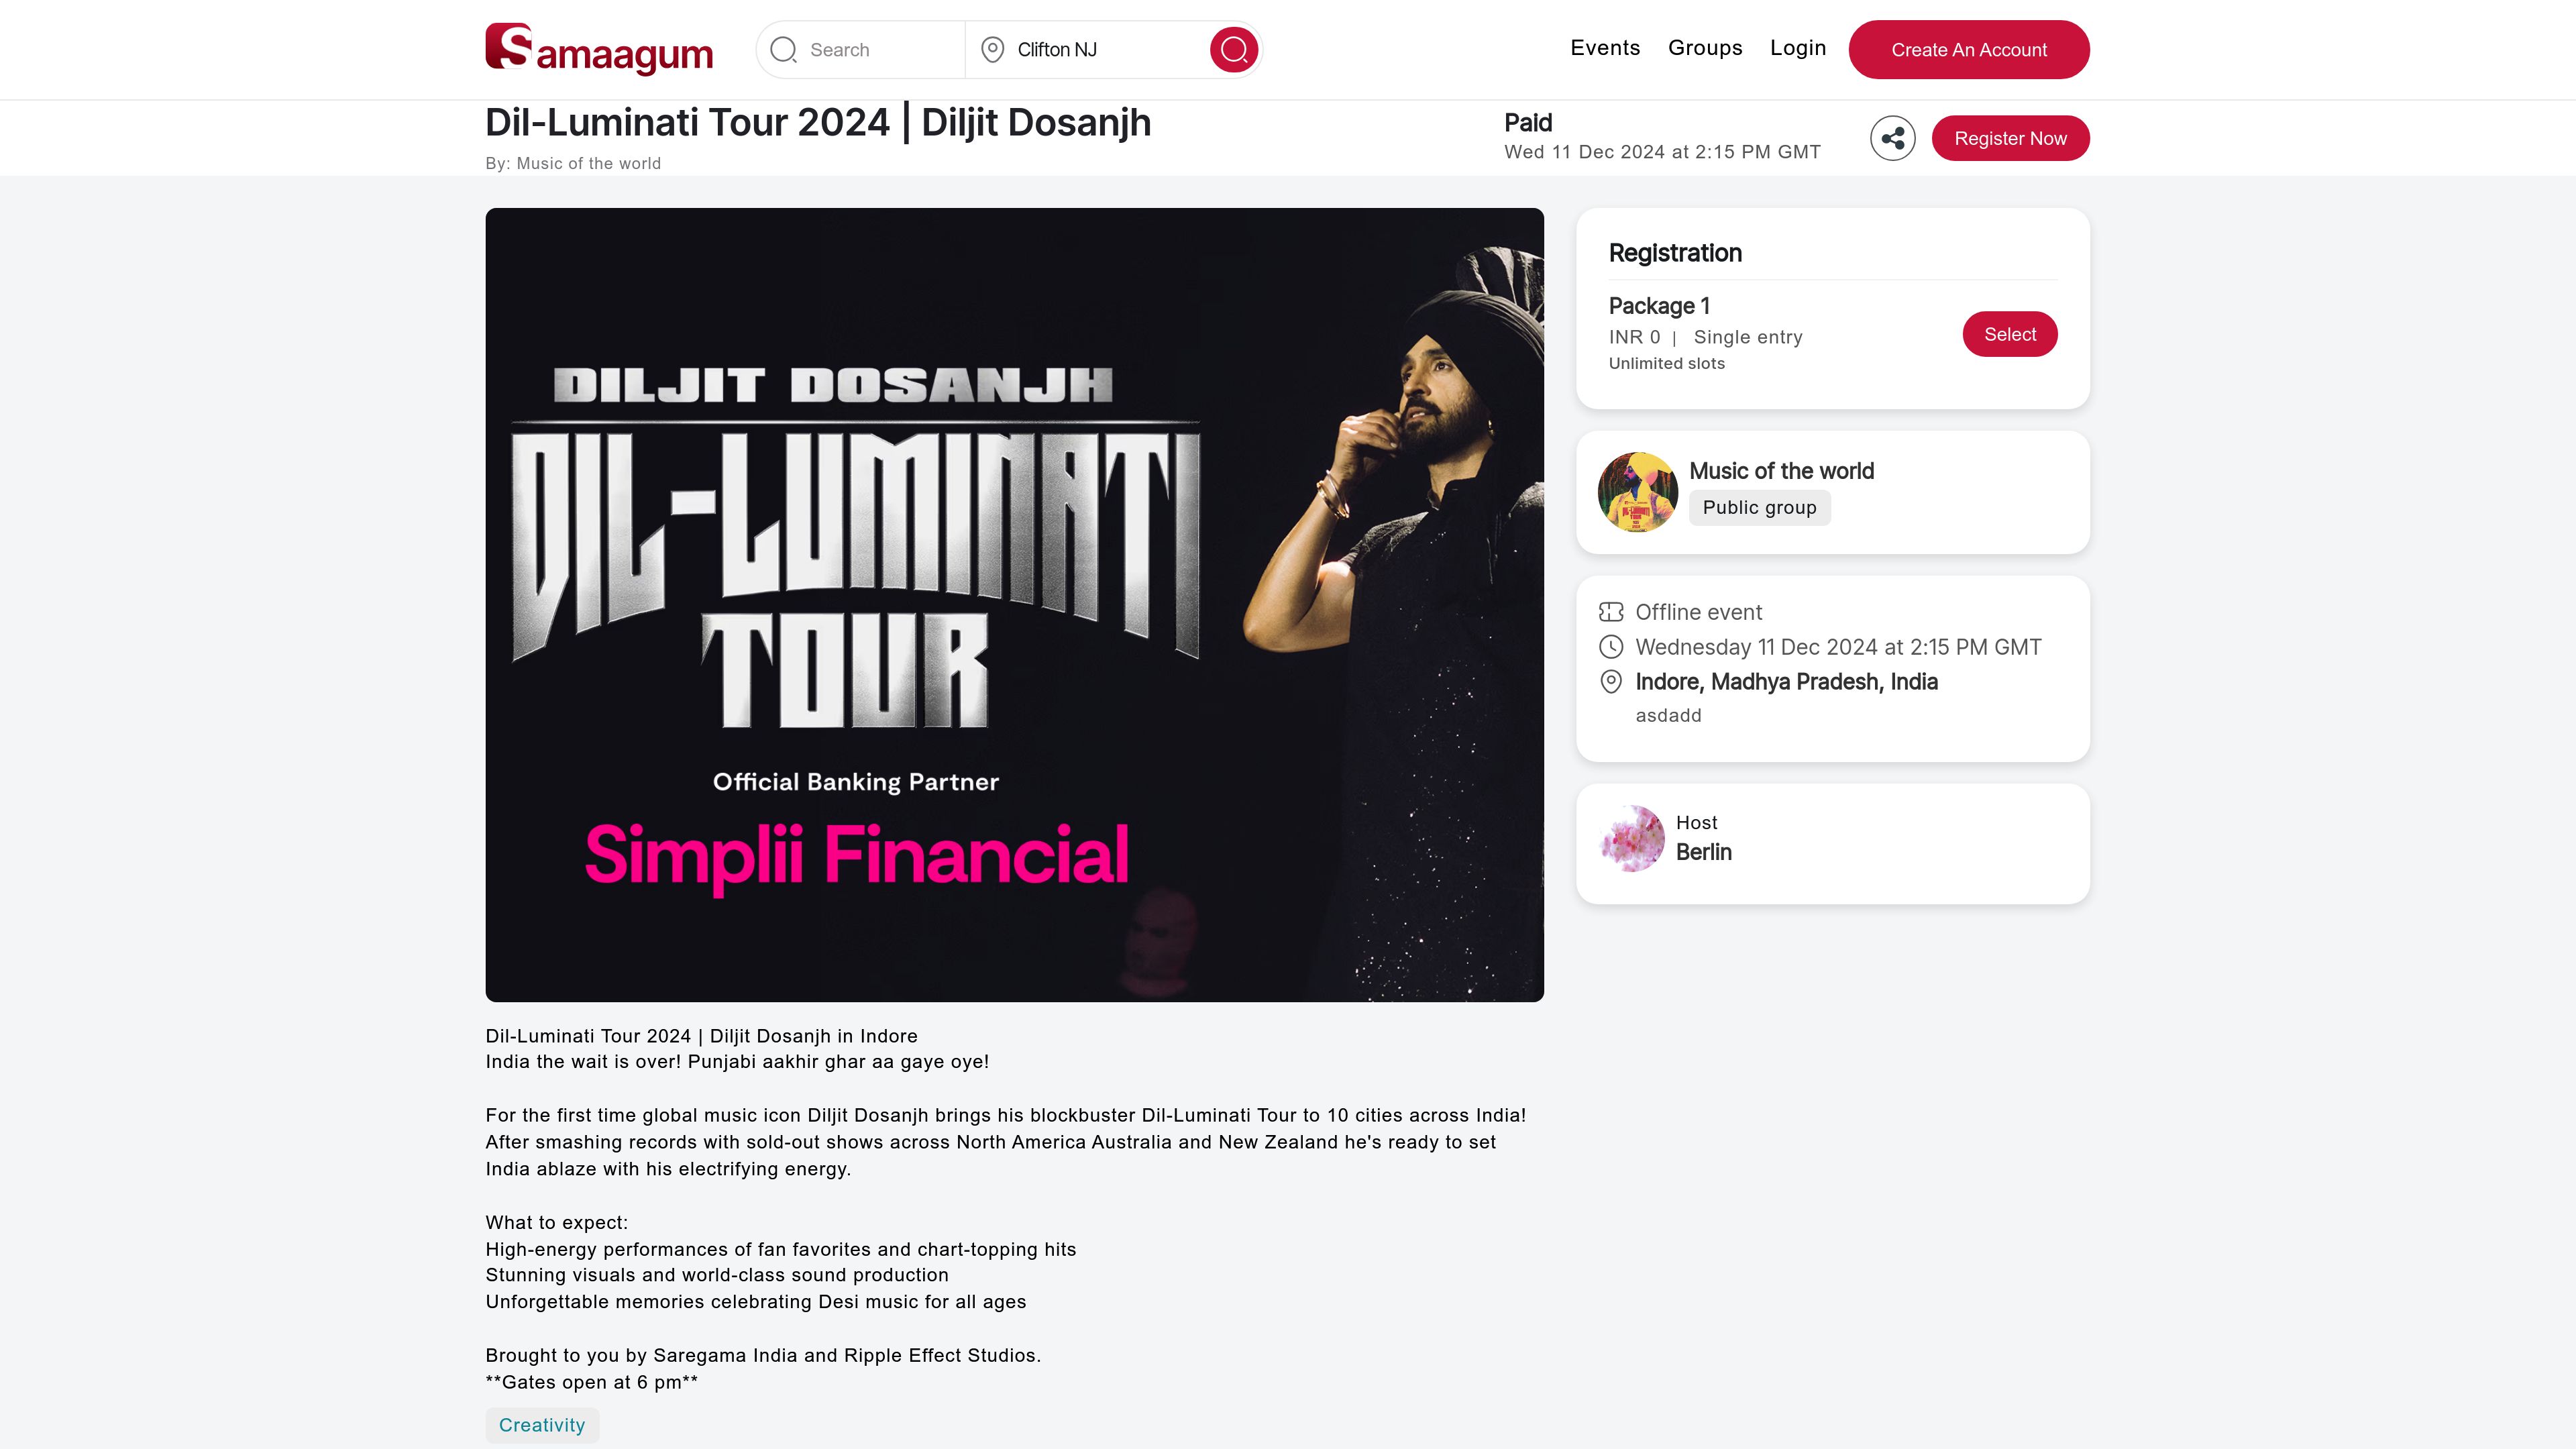 Samaagum
Search
Clifton NJ
Events
Groups
Login
Create An Account
Dil-Luminati Tour 2024 | Diljit Dosanjh
By: Music of the world
Paid
Wed 11 Dec 2024 at 2:15 PM GMT
Register Now
DILJIT DOSANJH
DIL-LUMINATI
TOUR
Official Banking Partner
Simplii Financial
Registration
Package 1
INR 0 | Single entry
Unlimited slots
Select
Music of the world
Public group
Offline event
Wednesday 11 Dec 2024 at 2:15 PM GMT
Indore, Madhya Pradesh, India
asdadd
Host
Berlin
Dil-Luminati Tour 2024 | Diljit Dosanjh in Indore
India the wait is over! Punjabi aakhir ghar aa gaye oye!
For the first time global music icon Diljit Dosanjh brings his blockbuster Dil-Luminati Tour to 10 cities across India!
After smashing records with sold-out shows across North America Australia and New Zealand he's ready to set
India ablaze with his electrifying energy.
What to expect:
High-energy performances of fan favorites and chart-topping hits
Stunning visuals and world-class sound production
Unforgettable memories celebrating Desi music for all ages
Brought to you by Saregama India and Ripple Effect Studios.
**Gates open at 6 pm**
Creativity